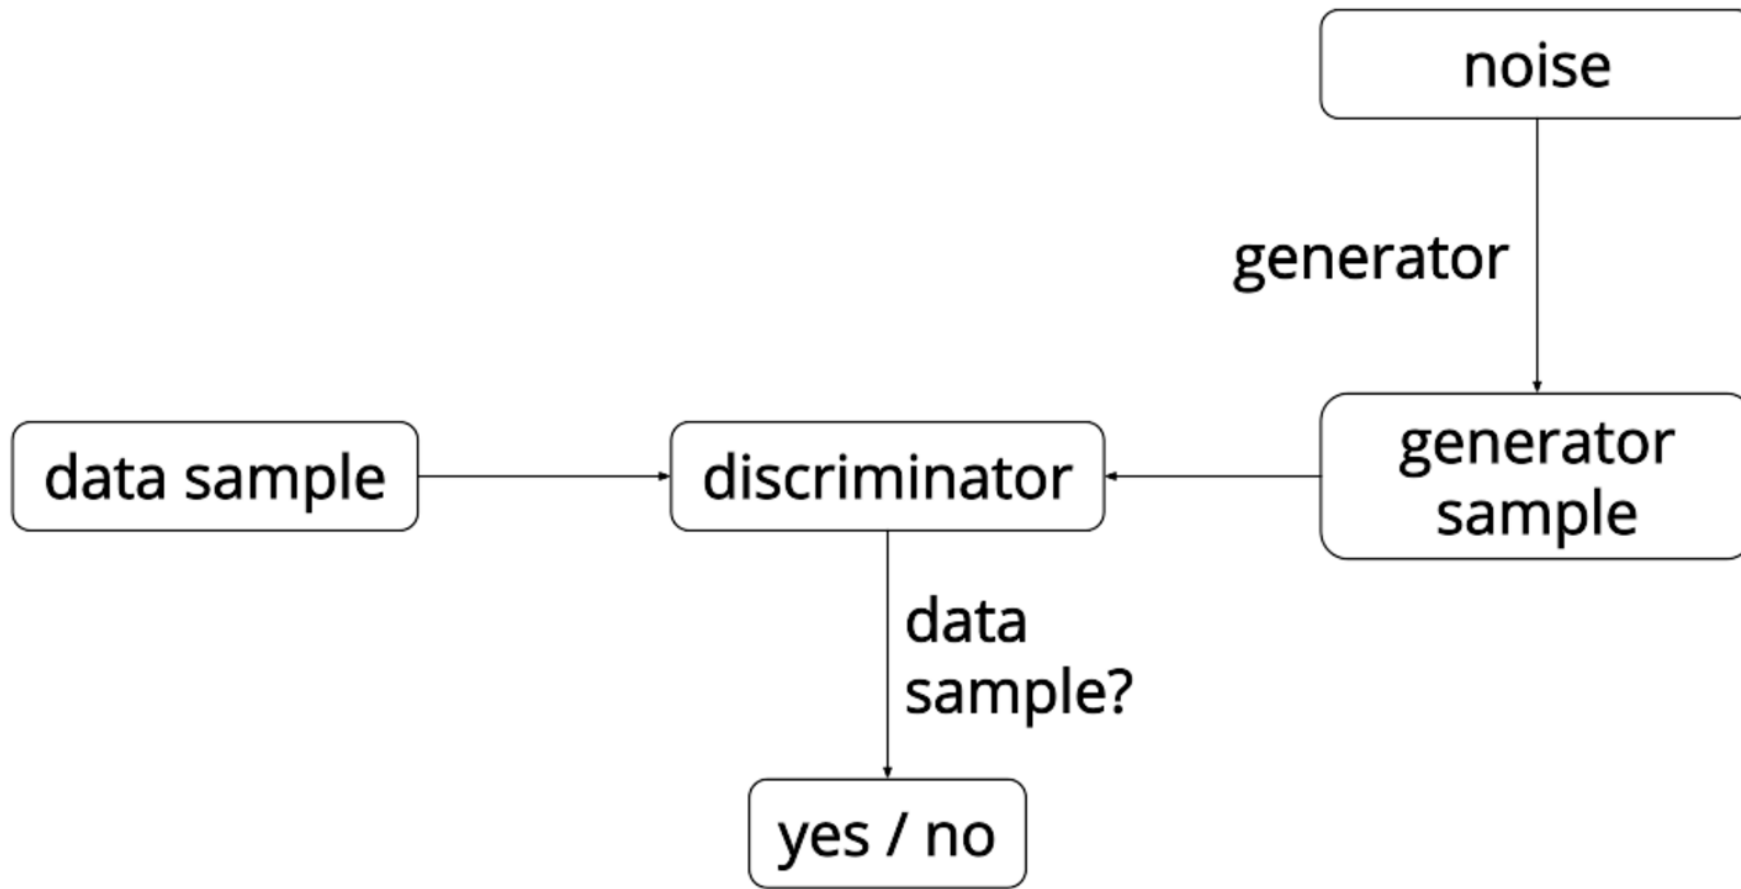 noise
generator
data sample
discriminator
generator
sample
data
sample?
yes / no